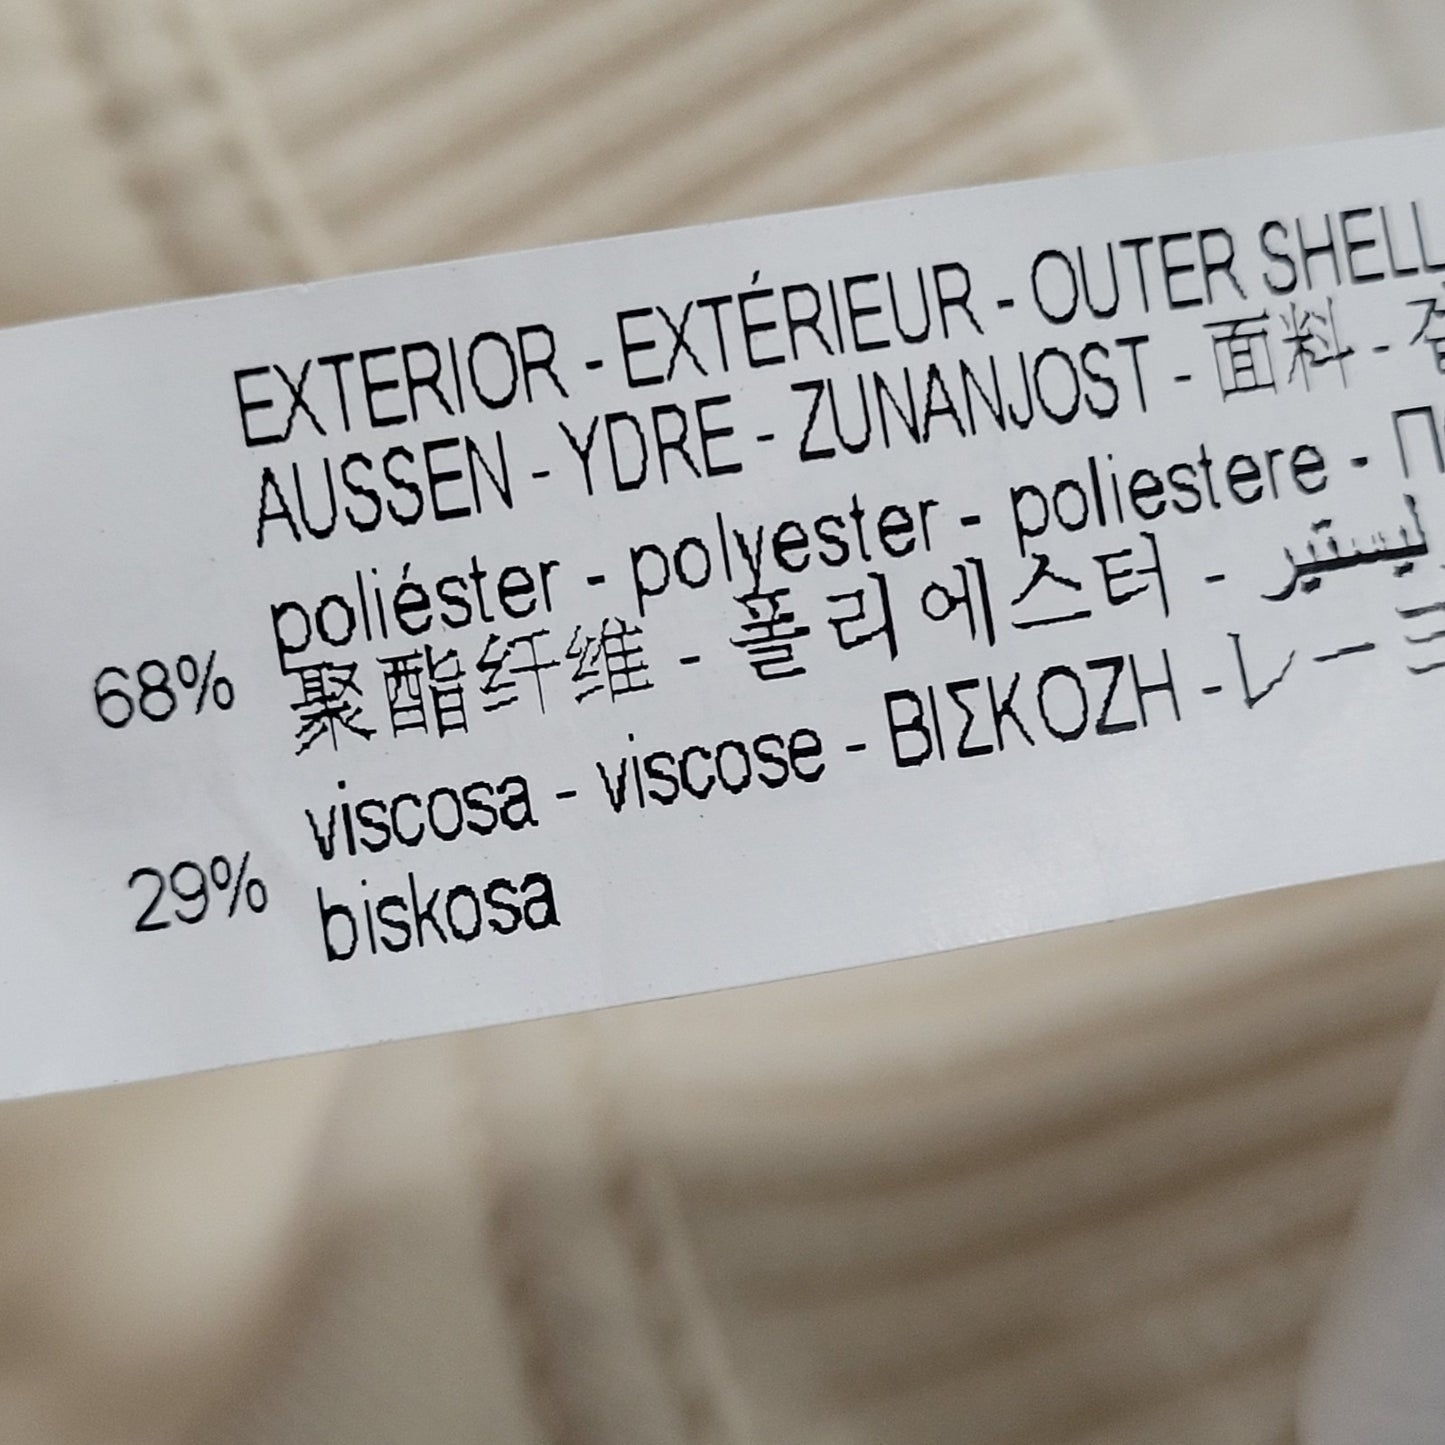 EXTERIOR - EXTÉRIEUR - OUTER SHELL
AUSSEN - YDRE - ZUNANJOST - 面料 -
poliéster - polyester - poliestere -
68% 聚酯纤维 - 폴리에스터 -
viscosa - viscose - ΒΙΣΚΟΖΗ -
29% biskosa